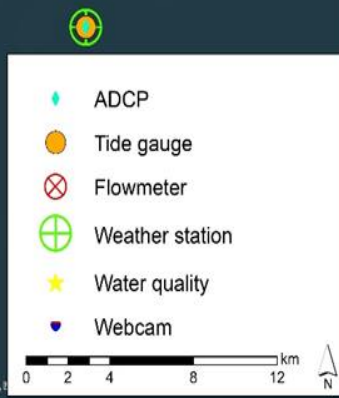 ADCP
Tide gauge
Flowmeter
Weather station
Water quality
Webcam
km
0 2 4 8 12
N